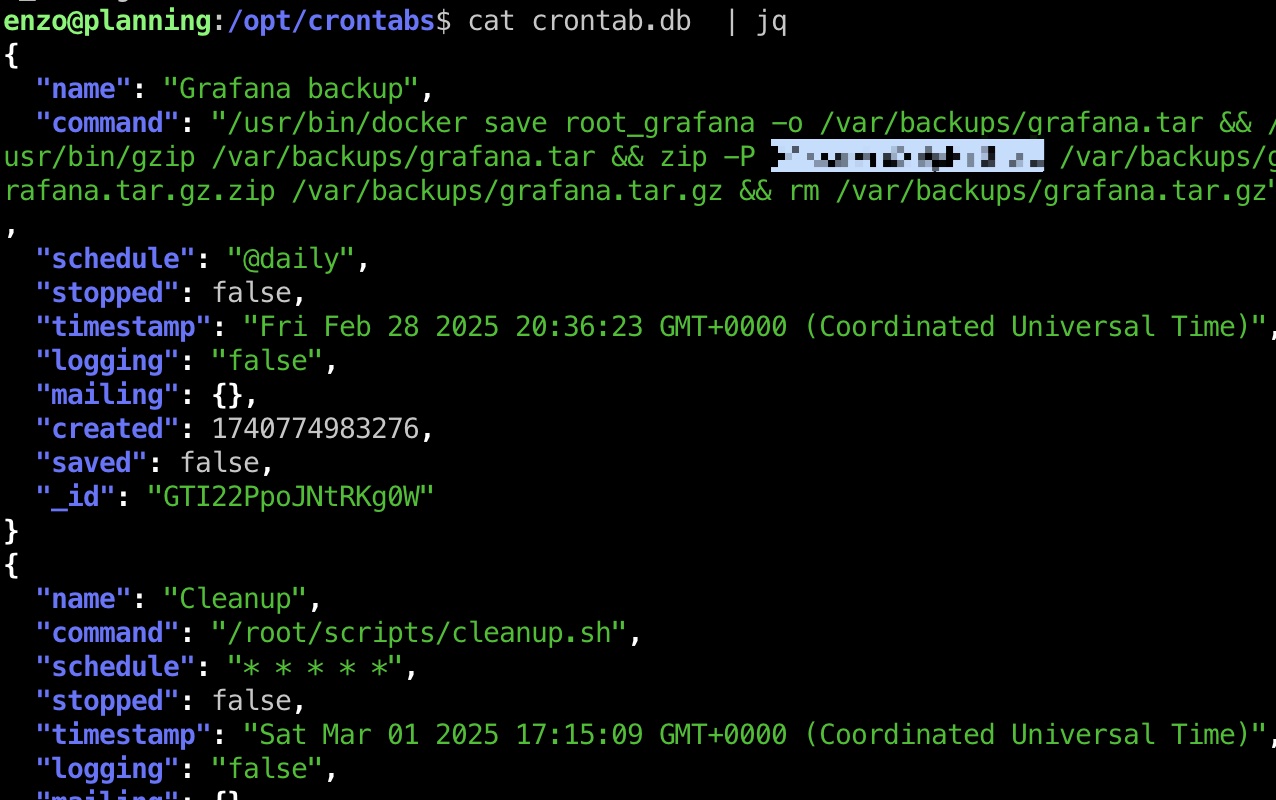 enzo@planning:/opt/crontabs$ cat crontab.db  | jq
{
  "name": "Grafana backup",
  "command": "/usr/bin/docker save root_grafana -o /var/backups/grafana.tar && /
usr/bin/gzip /var/backups/grafana.tar && zip -P /var/backups/g
rafana.tar.gz.zip /var/backups/grafana.tar.gz && rm /var/backups/grafana.tar.gz"
,
  "schedule": "@daily",
  "stopped": false,
  "timestamp": "Fri Feb 28 2025 20:36:23 GMT+0000 (Coordinated Universal Time)",
  "logging": "false",
  "mailing": {},
  "created": 1740774983276,
  "saved": false,
  "_id": "GTI22PpoJNtRKg0W"
}
{
  "name": "Cleanup",
  "command": "/root/scripts/cleanup.sh",
  "schedule": "* * * * *",
  "stopped": false,
  "timestamp": "Sat Mar 01 2025 17:15:09 GMT+0000 (Coordinated Universal Time)",
  "logging": "false",
  "mailing": {}